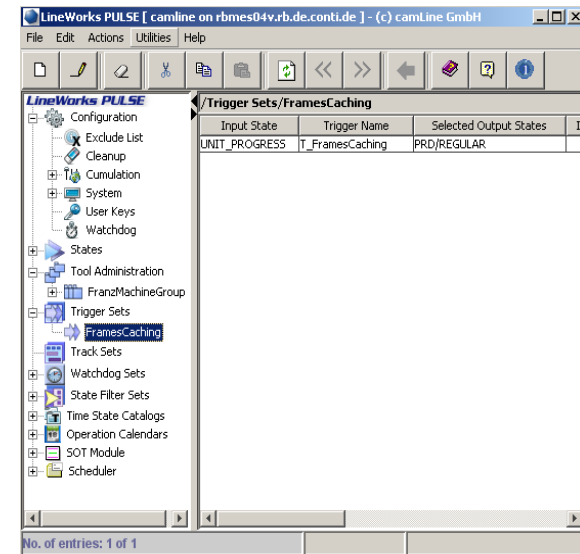 LineWorks PULSE [ camline on rbmes04v.rb.de.conti.de ] - (c) camLine GmbH
File Edit Actions Utilities Help
LineWorks PULSE
Configuration
Exclude List
Cleanup
Cumulation
System
User Keys
Watchdog
States
Tool Administration
FranzMachineGroup
Trigger Sets
FramesCaching
Track Sets
Watchdog Sets
State Filter Sets
Time State Catalogs
Operation Calendars
SOT Module
Scheduler
/Trigger Sets/FramesCaching
Input State Trigger Name Selected Output States
UNIT_PROGRESS T_FramesCaching PRD/REGULAR
No. of entries: 1 of 1